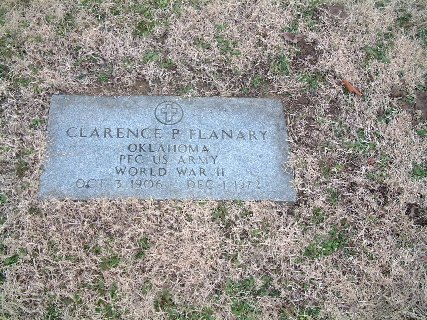 CLARENCE P FLANARY
OKLAHOMA
PFC US ARMY
WORLD WAR II
OCT 3 1906 DEC 1 1972